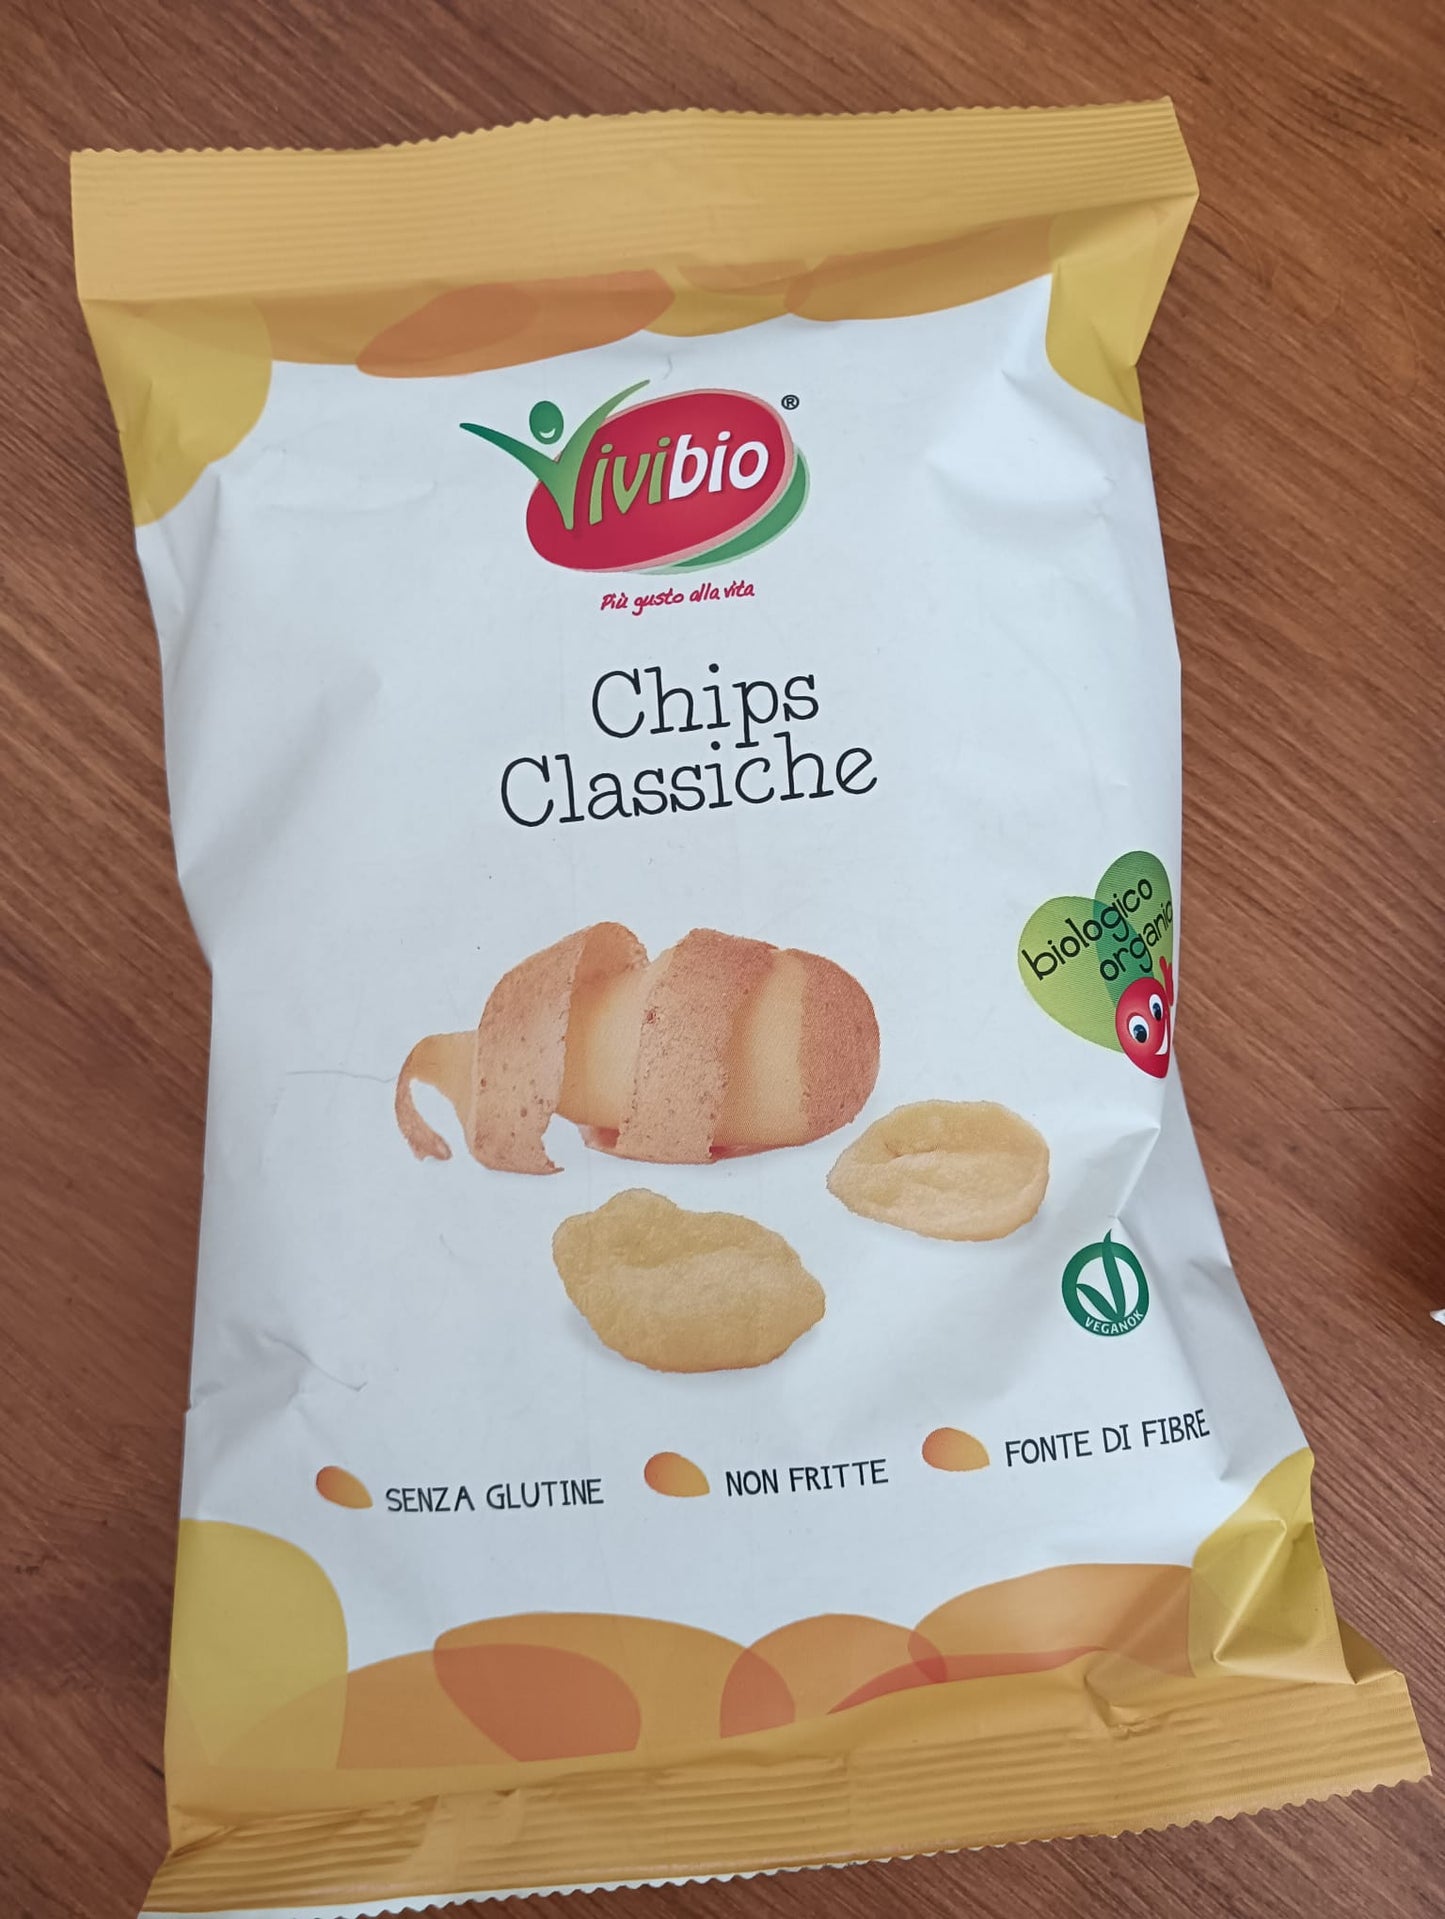 Vivibio®
Più gusto alla vita
Chips
Classiche
biologico
organic
VEGANOK
SENZA GLUTINE
NON FRITTE
FONTE DI FIBRE